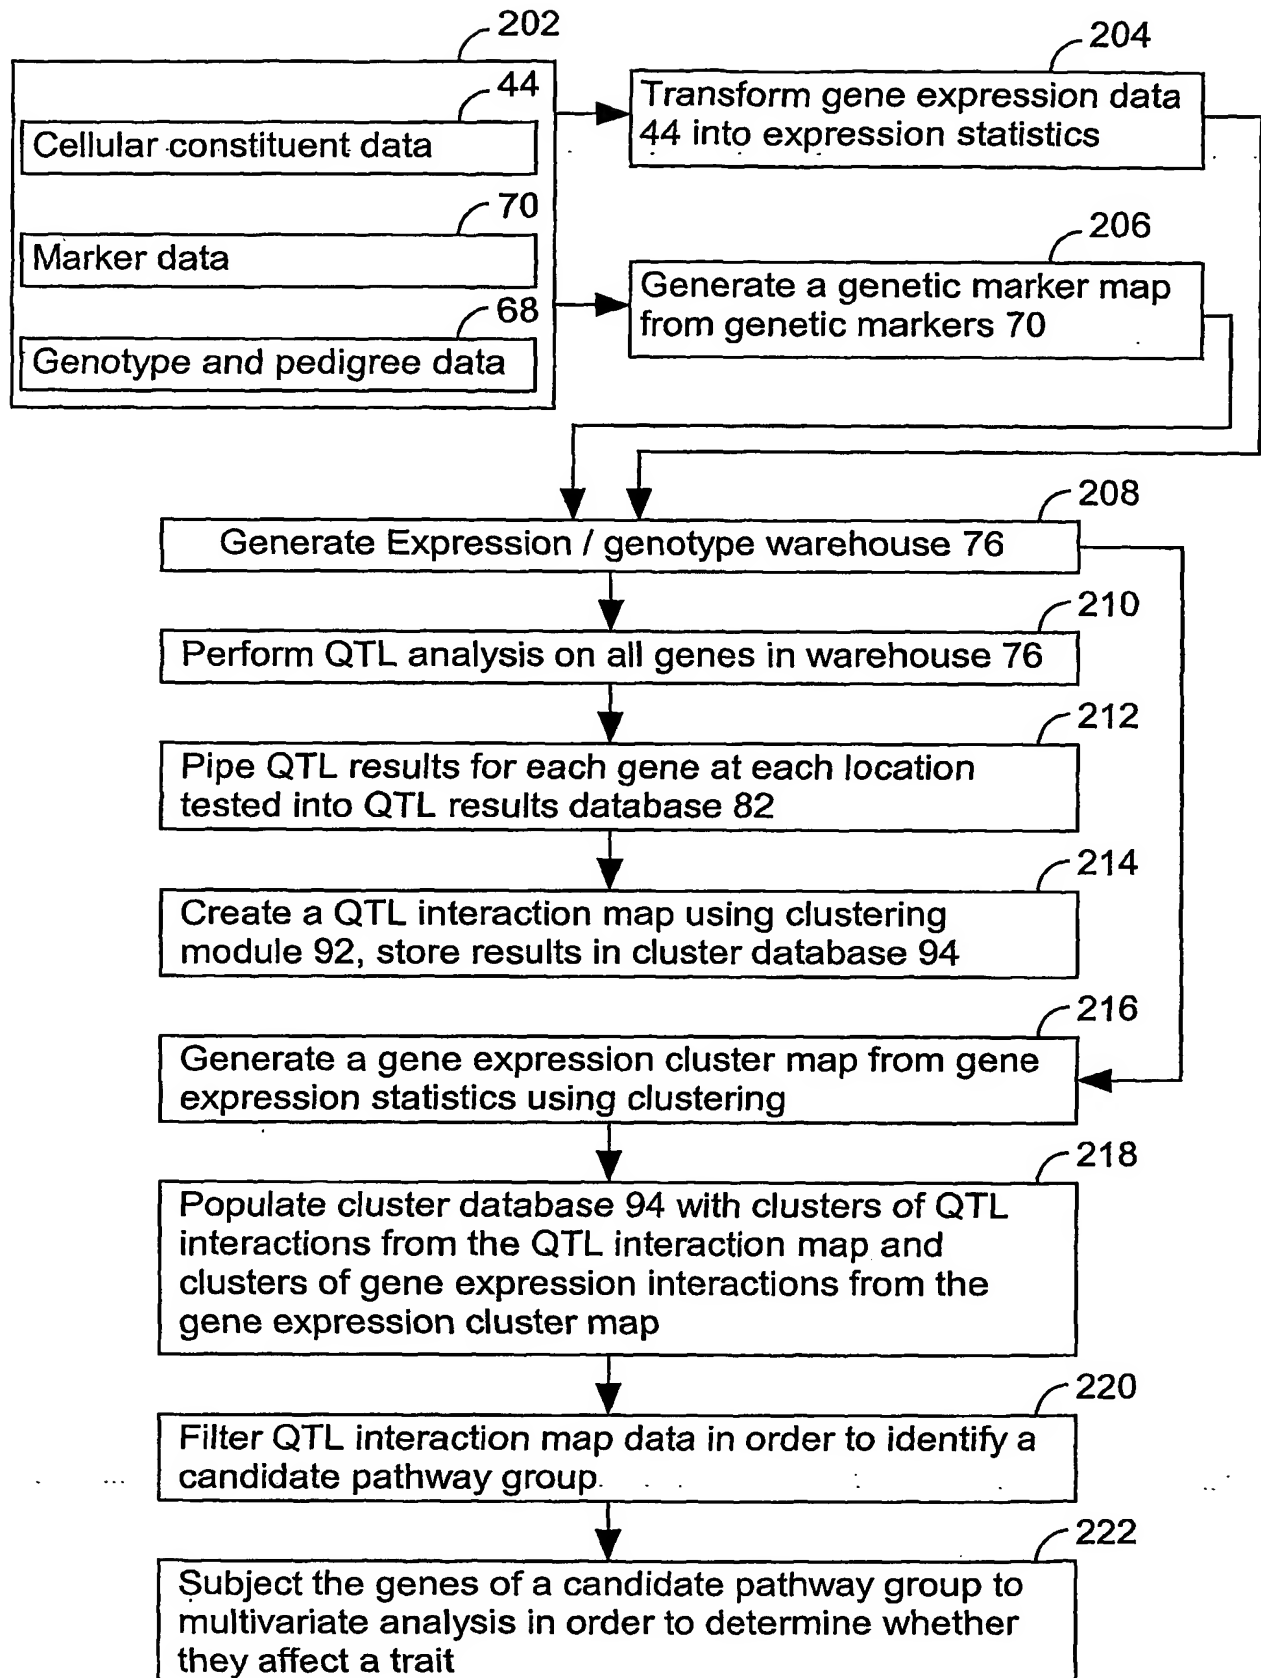 202
44
Cellular constituent data
70
Marker data
68
Genotype and pedigree data
204
Transform gene expression data
44 into expression statistics
206
Generate a genetic marker map
from genetic markers 70
208
Generate Expression / genotype warehouse 76
210
Perform QTL analysis on all genes in warehouse 76
212
Pipe QTL results for each gene at each location
tested into QTL results database 82
214
Create a QTL interaction map using clustering
module 92, store results in cluster database 94
216
Generate a gene expression cluster map from gene
expression statistics using clustering
218
Populate cluster database 94 with clusters of QTL
interactions from the QTL interaction map and
clusters of gene expression interactions from the
gene expression cluster map
220
Filter QTL interaction map data in order to identify a
candidate pathway group
222
Subject the genes of a candidate pathway group to
multivariate analysis in order to determine whether
they affect a trait